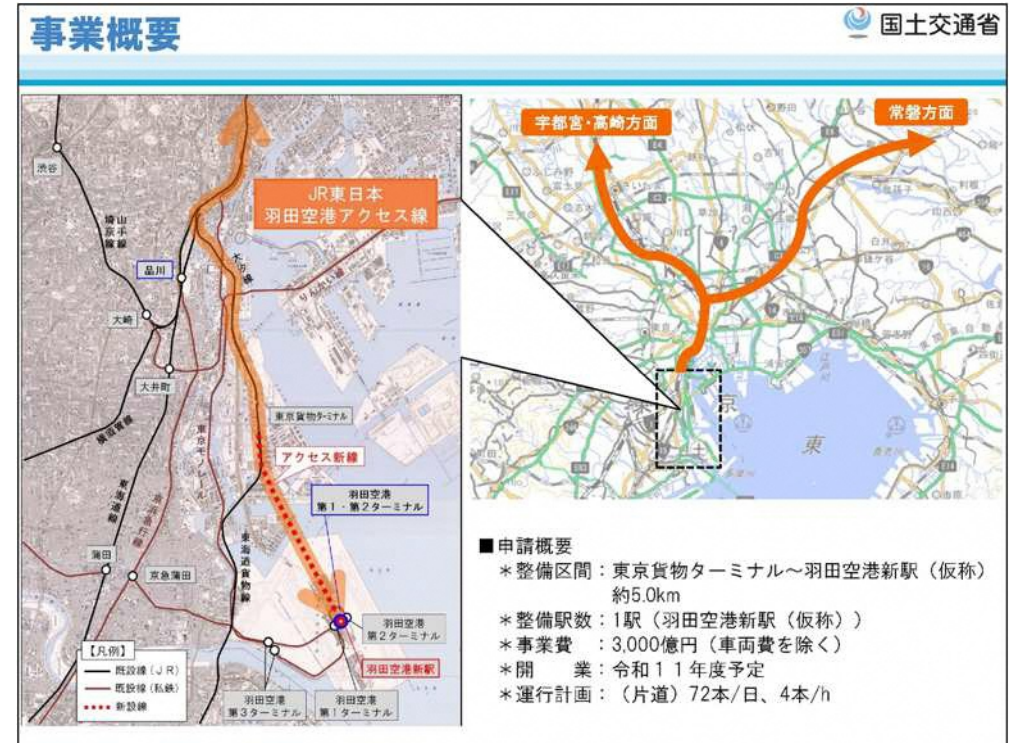 事業概要
国土交通省
渋谷
山手線
埼京線
JR東日本
羽田空港アクセス線
品川
大汐線
りんかい線
大崎
大井町
東京貨物ターミナル
横須賀線
アクセス新線
東京モノレール
羽田空港
第1・第2ターミナル
東海道線
京浜急行線
東海道貨物線
蒲田
京急蒲田
羽田空港
第2ターミナル
羽田空港新駅
羽田空港
第3ターミナル
羽田空港
第1ターミナル
【凡例】
既設線(JR)
既設線(私鉄)
新設線
宇都宮・高崎方面
常磐方面
東
京
■申請概要
*整備区間:東京貨物ターミナル~羽田空港新駅(仮称)
約5.0km
*整備駅数:1駅(羽田空港新駅(仮称))
*事業費 :3,000億円(車両費を除く)
*開 業:令和11年度予定
*運行計画:(片道)72本/日、4本/h